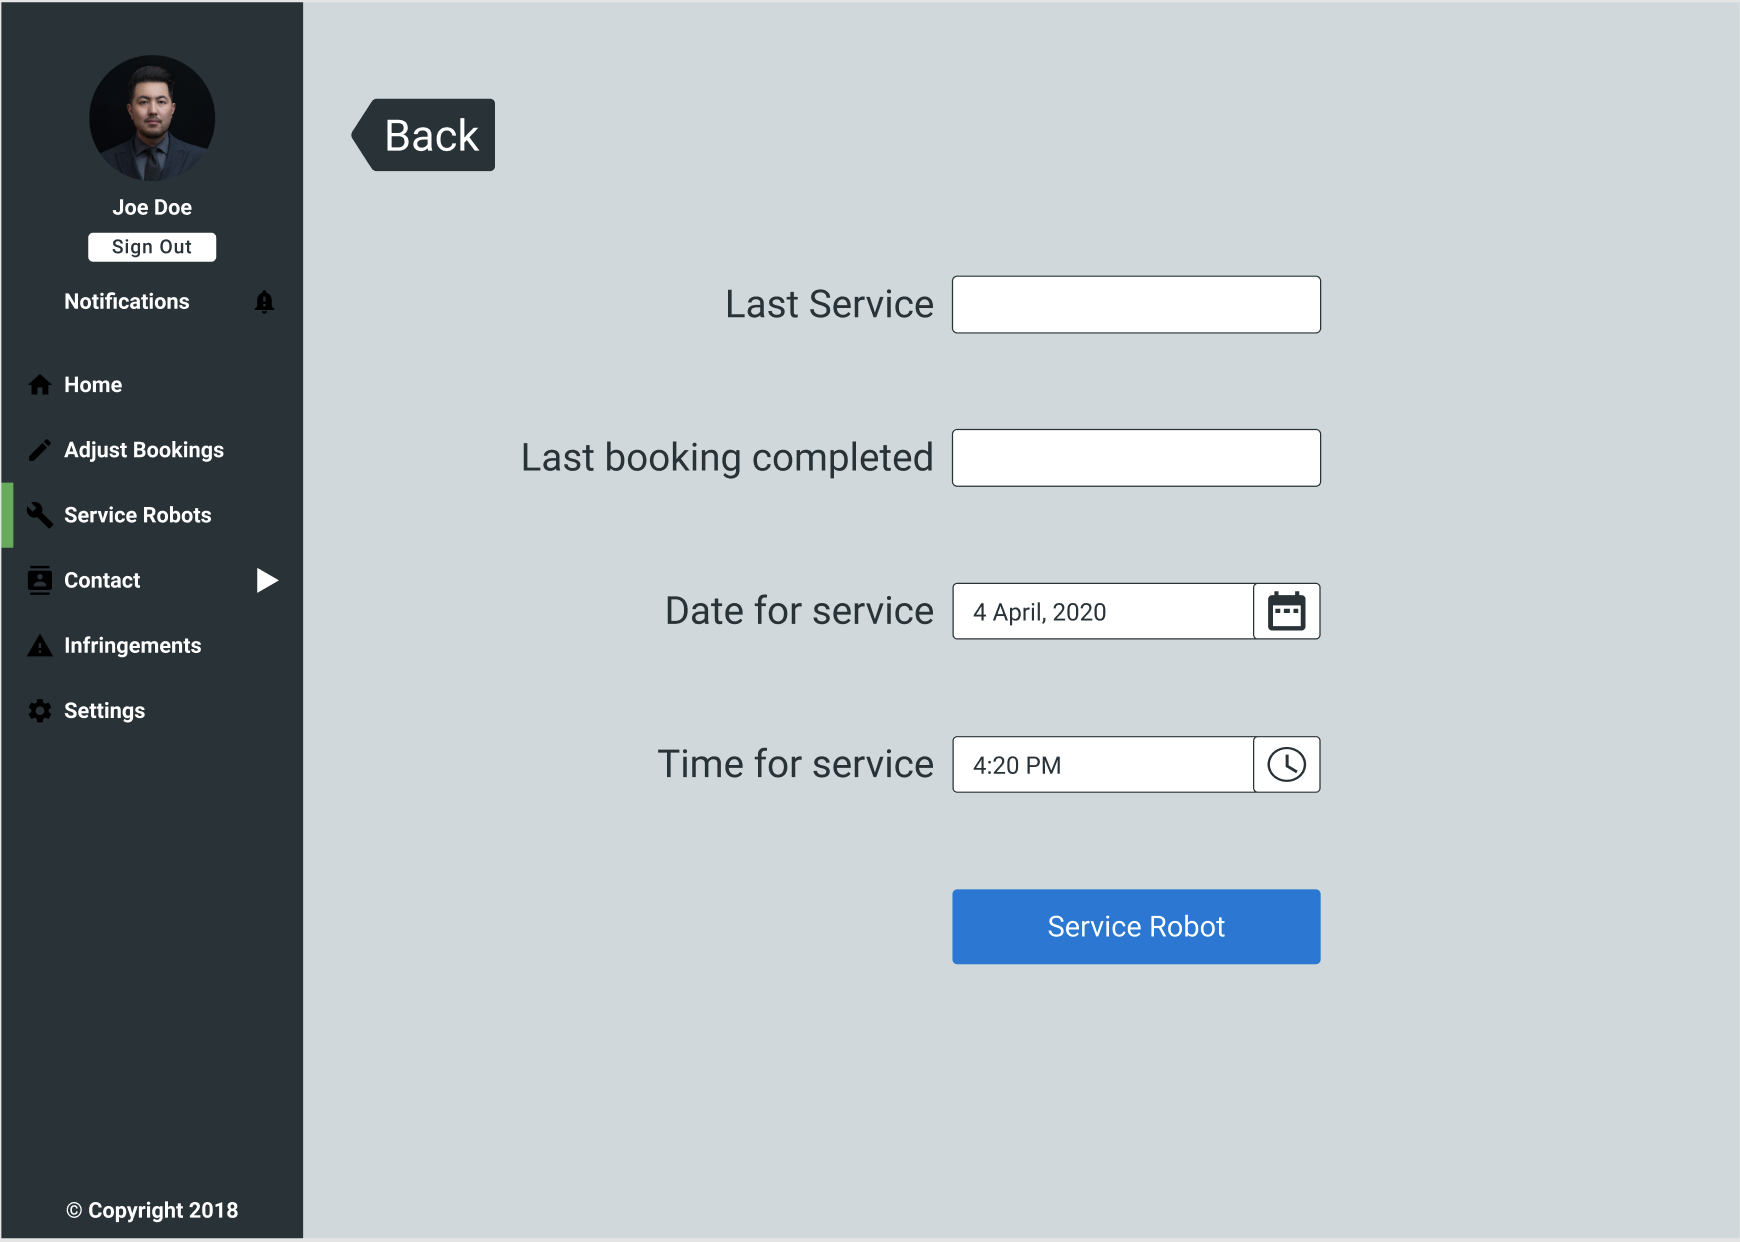 Joe Doe
Sign Out
Notifications
Home
Adjust Bookings
Service Robots
Contact
Infringements
Settings
© Copyright 2018
Back
Last Service
Last booking completed
Date for service
4 April, 2020
Time for service
4:20 PM
Service Robot